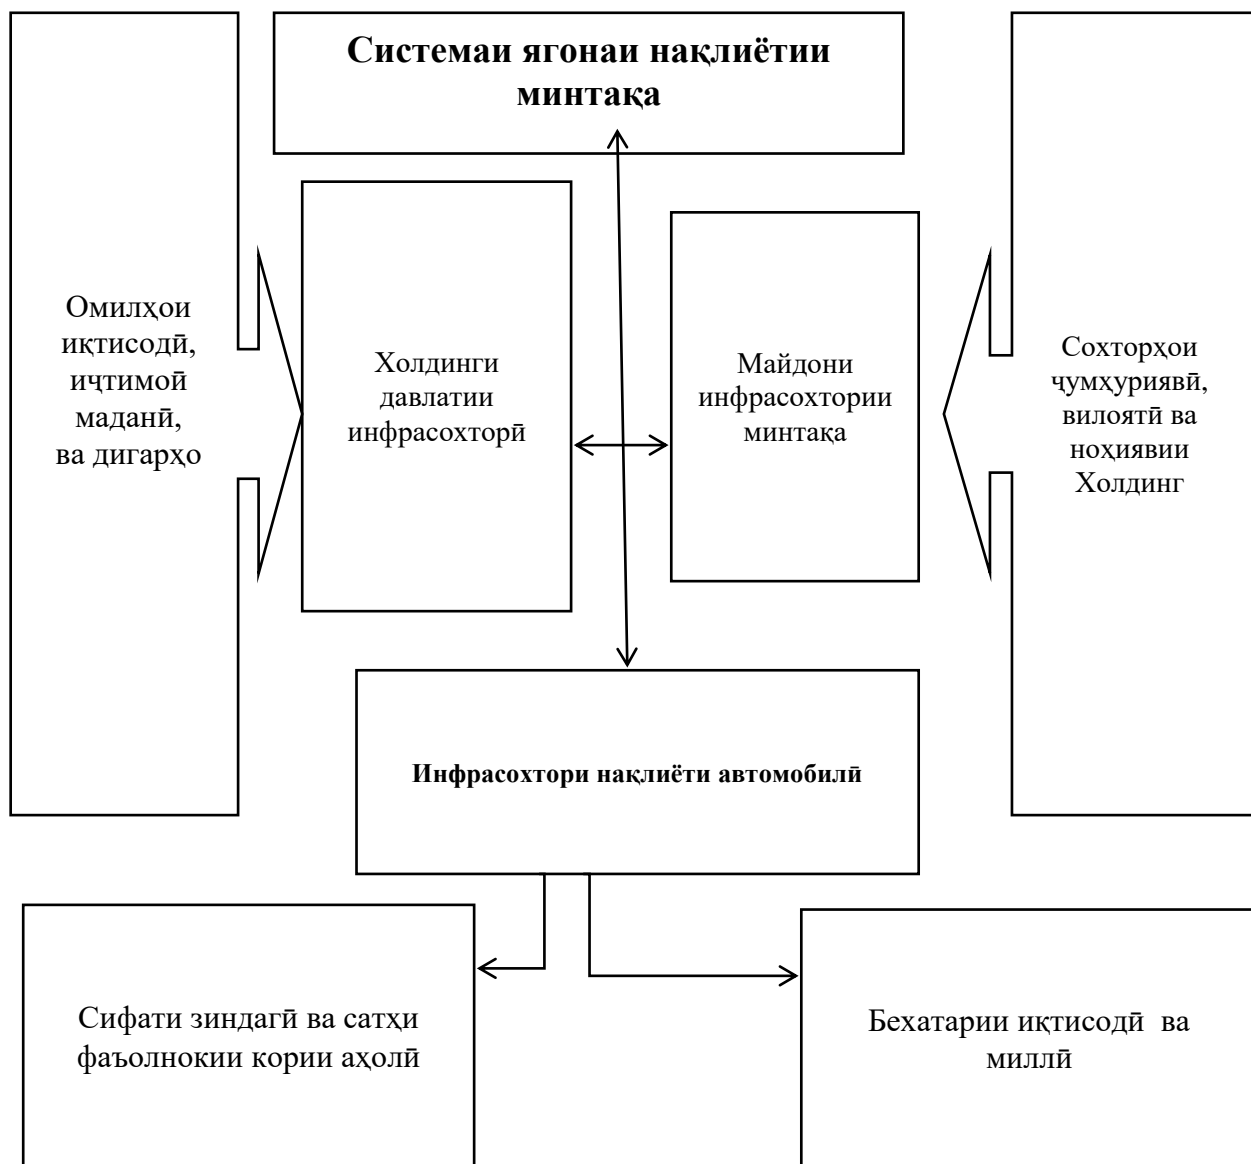 Системаи ягонаи нақлиётии
минтақа
Омилҳои
иқтисодӣ,
иҷтимой
маданӣ,
ва дигарҳо
Холдинги
давлатии
инфрасохторӣ
Майдони
инфрасохтории
минтақа
Сохторҳои
ҷумҳуриявӣ,
вилоятӣ ва
ноҳиявии
Холдинг
Инфрасохтори нақлиёти автомобилӣ
Сифати зиндагӣ ва сатҳи
фаъолнокии кории аҳолӣ
Бехатарии иқтисодӣ ва
миллӣ